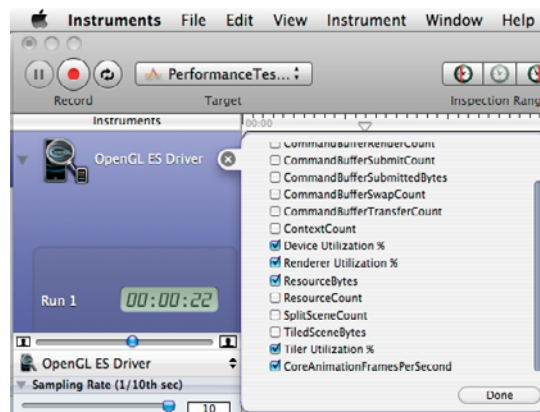 Instruments File Edit View Instrument Window Help
PerformanceTes...
Record Target Inspection Rang
Instruments 00:00
OpenGL ES Driver
CommandBufferRenderCount
CommandBufferSubmitCount
CommandBufferSubmittedBytes
CommandBufferSwapCount
CommandBufferTransferCount
ContextCount
Device Utilization %
Renderer Utilization %
ResourceBytes
ResourceCount
SplitSceneCount
TiledSceneBytes
Tiler Utilization %
CoreAnimationFramesPerSecond
Run 1 00:00:22
OpenGL ES Driver
Done
Sampling Rate (1/10th sec)
10